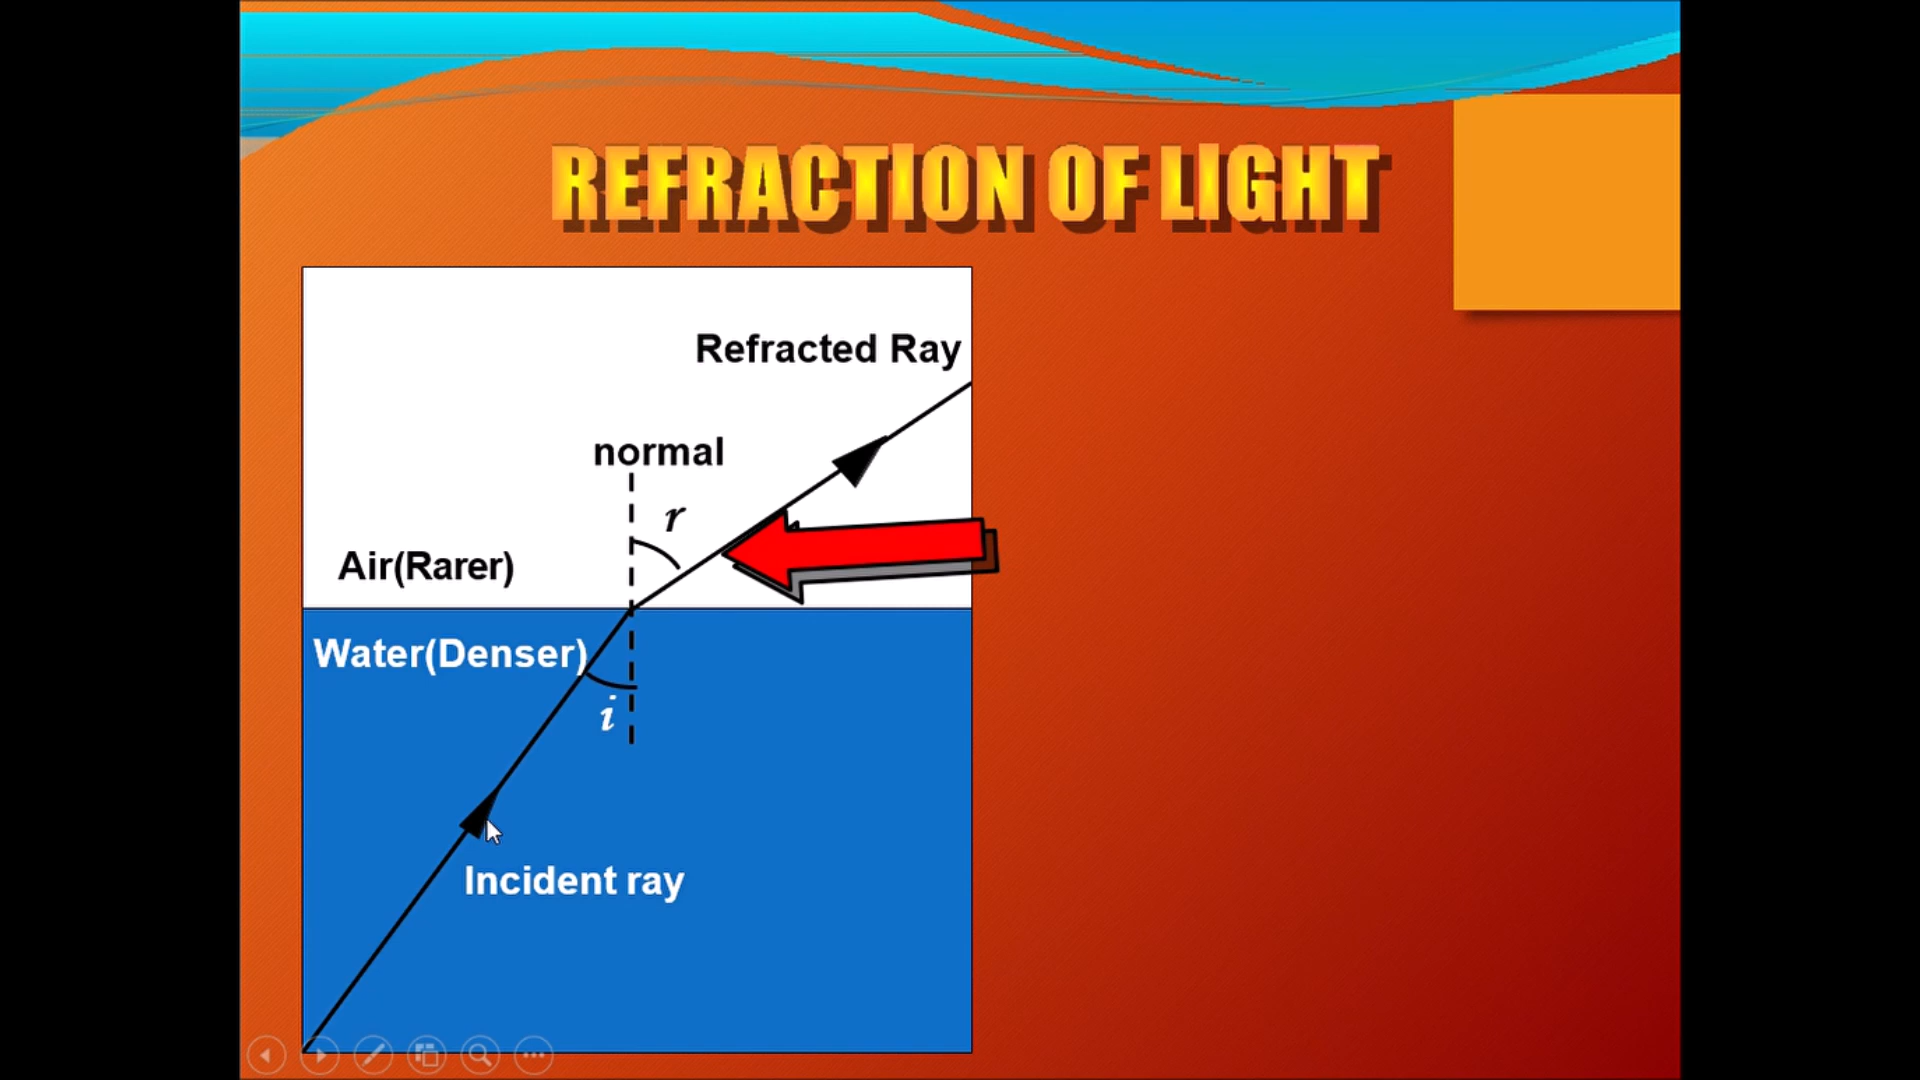 REFRACTION OF LIGHT
Refracted Ray
normal
r
Air(Rarer)
Water(Denser)
i
Incident ray